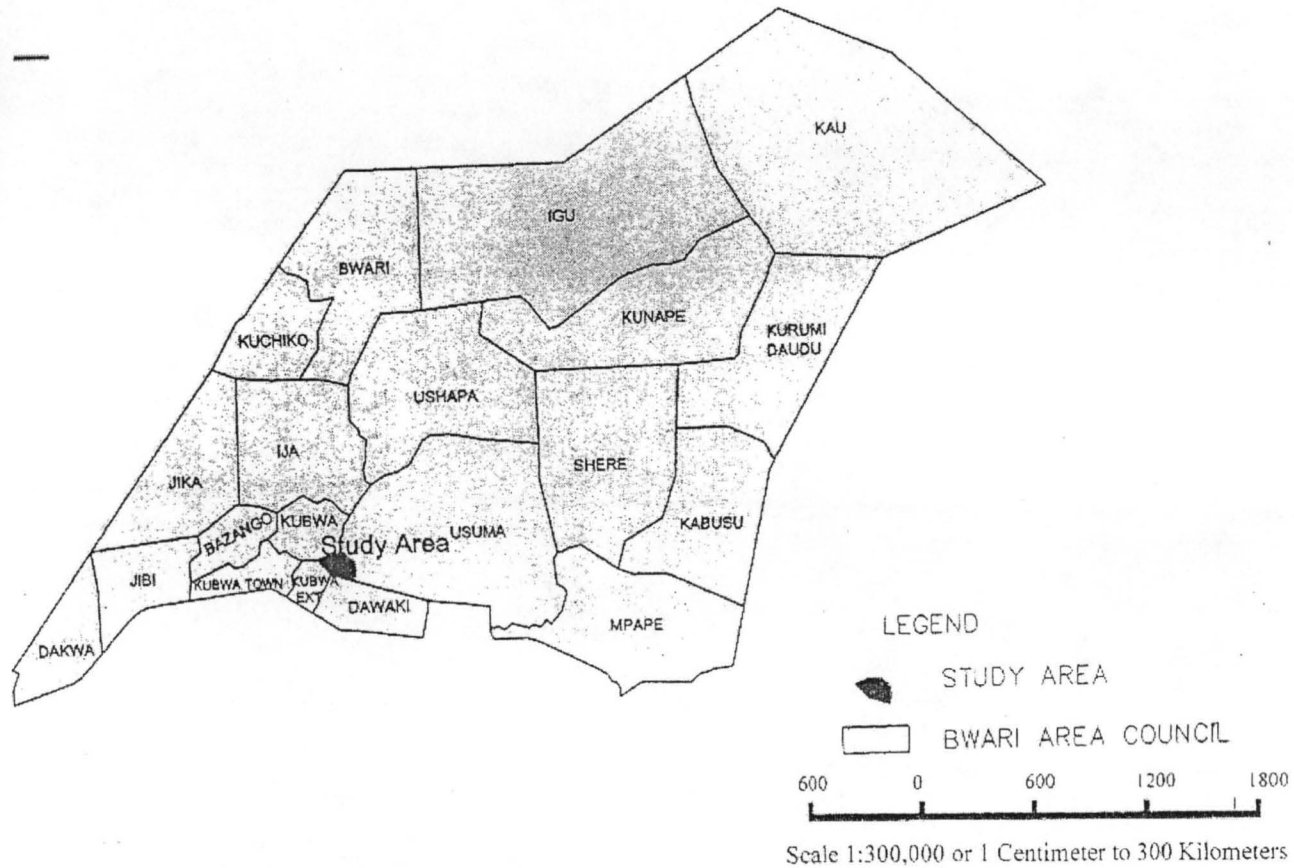 KAU
IGU
BWARI
KUNAPE
KUCHIKO
KURUMI
DAUDU
USHAPA
IJA
SHERE
JIKA
KABUSU
BAZANGO
KUBWA
USUMA
Study Area
JIBI
KUBWA TOWN
KUBWA
EXT
DAWAKI
MPAPE
DAKWA
LEGEND
STUDY AREA
BWARI AREA COUNCIL
600 0 600 1200 1800
Scale 1:300,000 or 1 Centimeter to 300 Kilometers